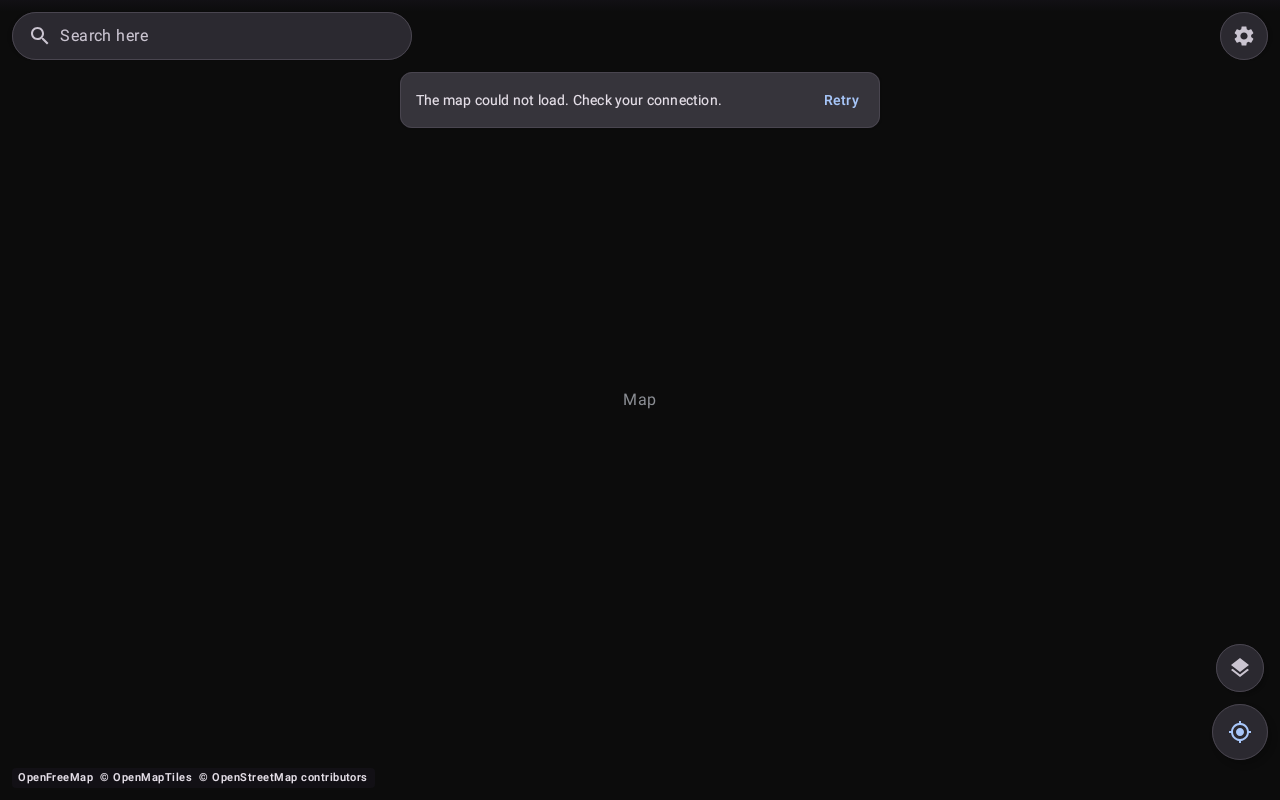 Search here
The map could not load. Check your connection. Retry
Map
OpenFreeMap © OpenMapTiles © OpenStreetMap contributors